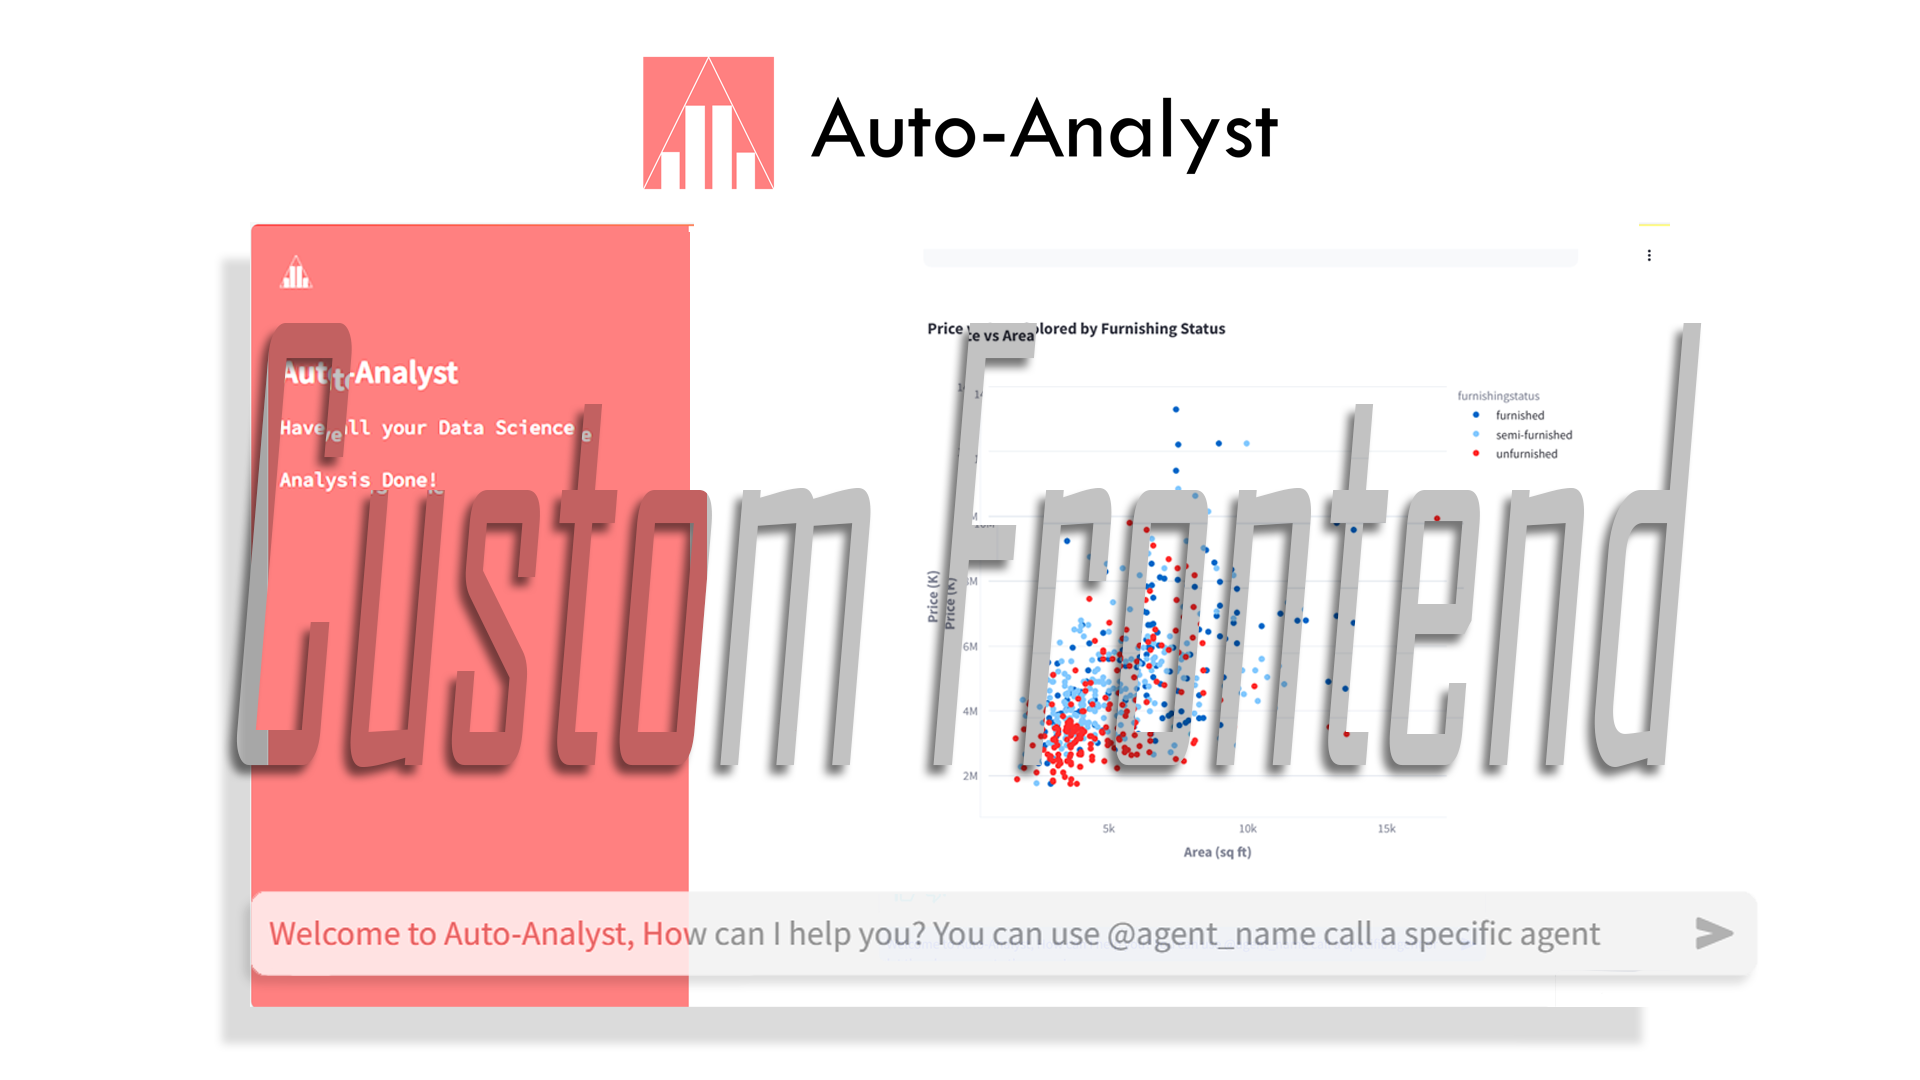 Auto-Analyst
Auto-Analyst
Have all your Data Science
Analysis Done!
Custom Frontend
Price vs Area colored by Furnishing Status
furnishingstatus
furnished
semi-furnished
unfurnished
Price (K)
8M
6M
4M
2M
5k 10k 15k
Area (sq ft)
Welcome to Auto-Analyst, How can I help you? You can use @agent_name call a specific agent